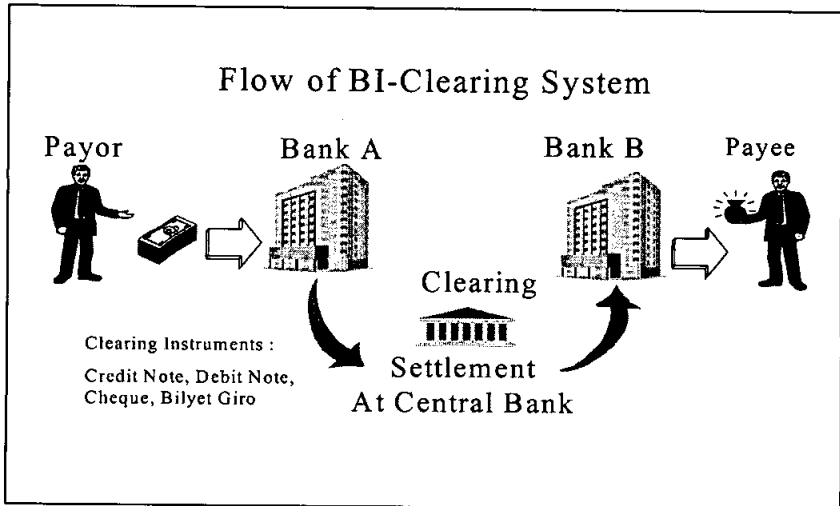 Flow of BI-Clearing System
Payor
Bank A
Bank B
Payee
Clearing
Clearing Instruments :
Credit Note, Debit Note,
Cheque, Bilyet Giro
Settlement
At Central Bank